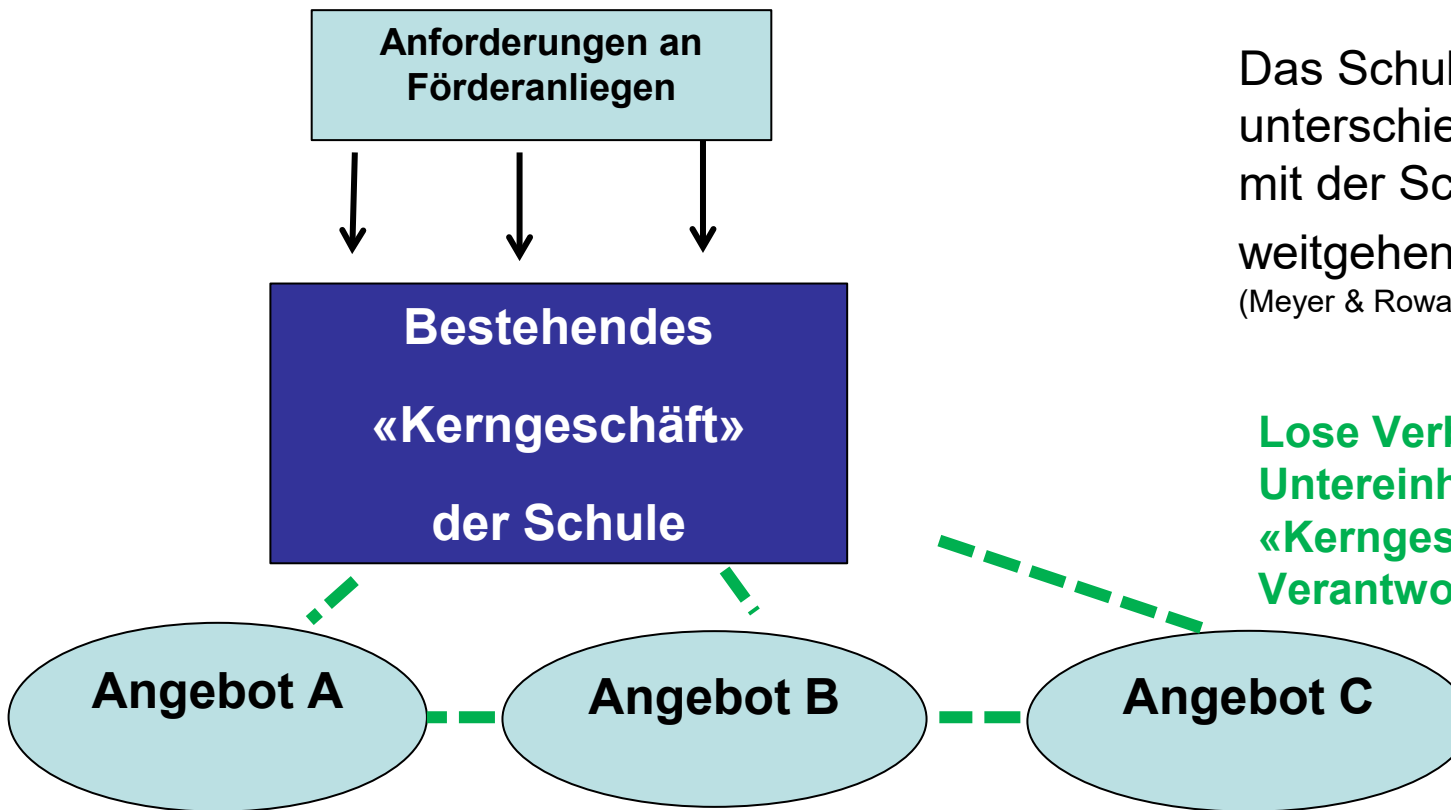 Anforderungen an
Förderanliegen
Das Schul
unterschie
mit der Sc
weitgehen
(Meyer & Rowa
Bestehendes
«Kerngeschäft»
der Schule
Lose Verl
Untereinh
«Kernges
Verantwo
Angebot A
Angebot B
Angebot C